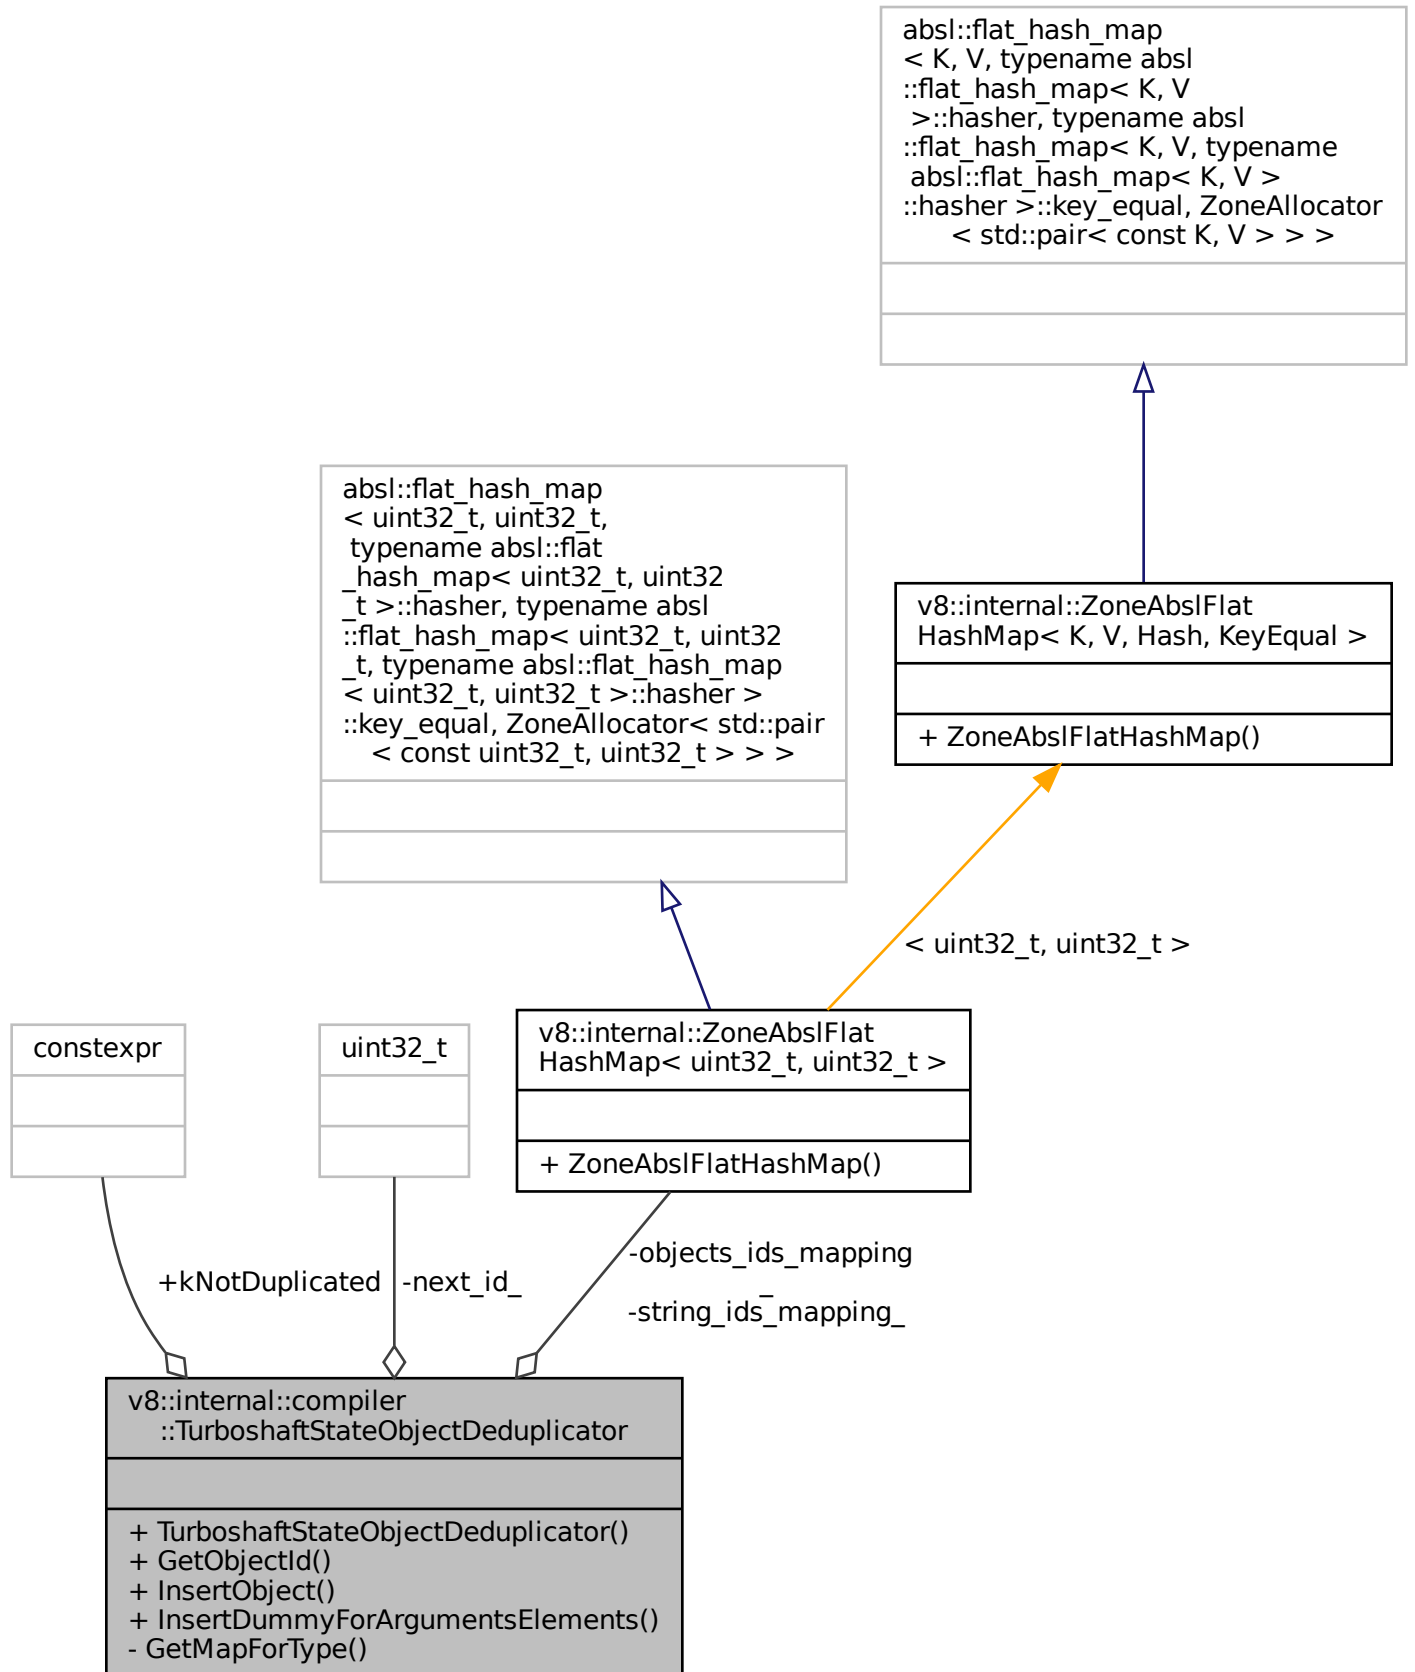 absl::flat_hash_map
< K, V, typename absl
::flat_hash_map< K, V
>::hasher, typename absl
::flat_hash_map< K, V, typename
absl::flat_hash_map< K, V >
::hasher >::key_equal, ZoneAllocator
< std::pair< const K, V > > >
absl::flat_hash_map
< uint32_t, uint32_t,
typename absl::flat
_hash_map< uint32_t, uint32
_t >::hasher, typename absl
::flat_hash_map< uint32_t, uint32
_t, typename absl::flat_hash_map
< uint32_t, uint32_t >::hasher >
::key_equal, ZoneAllocator< std::pair
< const uint32_t, uint32_t > > >
v8::internal::ZoneAbslFlat
HashMap< K, V, Hash, KeyEqual >
+ ZoneAbslFlatHashMap()
< uint32_t, uint32_t >
constexpr
uint32_t
v8::internal::ZoneAbslFlat
HashMap< uint32_t, uint32_t >
+ ZoneAbslFlatHashMap()
+kNotDuplicated
-next_id_
-objects_ids_mapping
_
-string_ids_mapping_
v8::internal::compiler
::TurboshaftStateObjectDeduplicator
+ TurboshaftStateObjectDeduplicator()
+ GetObjectId()
+ InsertObject()
+ InsertDummyForArgumentsElements()
- GetMapForType()